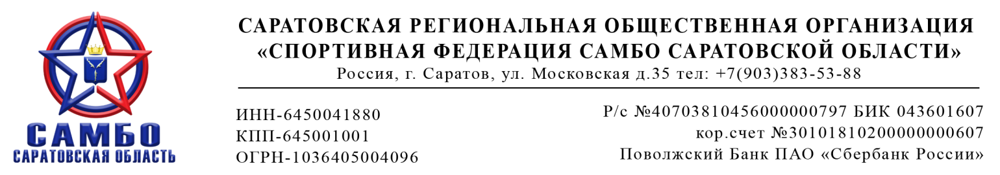 САРАТОВСКАЯ РЕГИОНАЛЬНАЯ ОБЩЕСТВЕННАЯ ОРГАНИЗАЦИЯ
«СПОРТИВНАЯ ФЕДЕРАЦИЯ САМБО САРАТОВСКОЙ ОБЛАСТИ»
Россия, г. Саратов, ул. Московская д.35 тел: +7(903)383-53-88
САМБО
САРАТОВСКАЯ ОБЛАСТЬ
ИНН-6450041880
КПП-645001001
ОГРН-1036405004096
Р/с №40703810456000000797 БИК 043601607
кор.счет №30101810200000000607
Поволжский Банк ПАО «Сбербанк России»